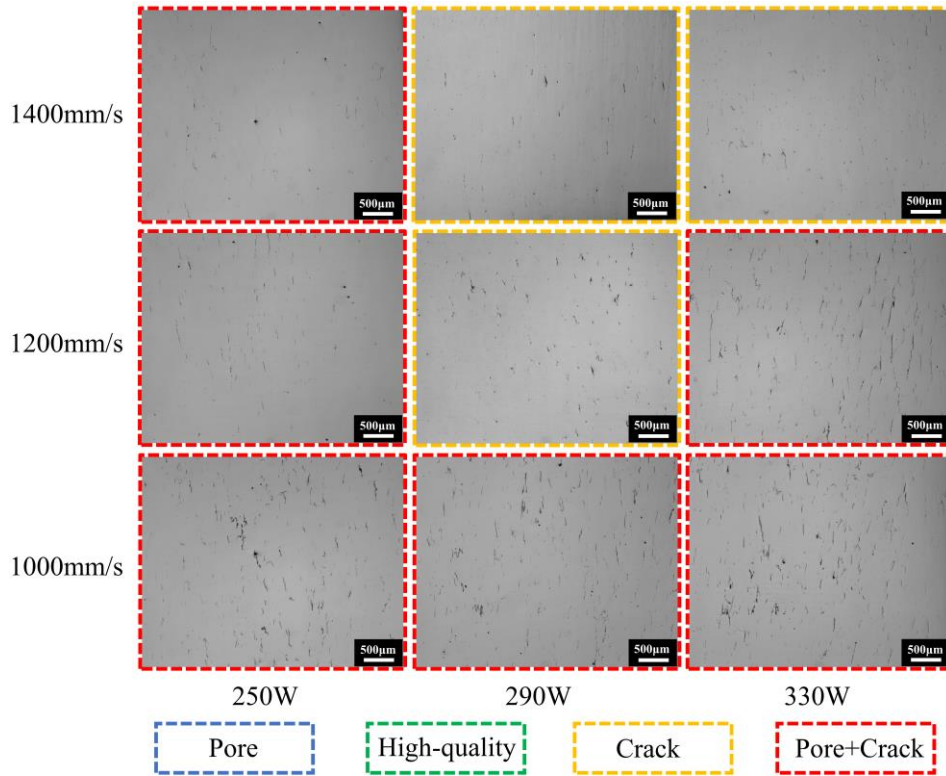 1400mm/s
500μm
500μm
500μm
1200mm/s
500μm
500μm
500μm
1000mm/s
500μm
500μm
500μm
250W
290W
330W
Pore
High-quality
Crack
Pore+Crack